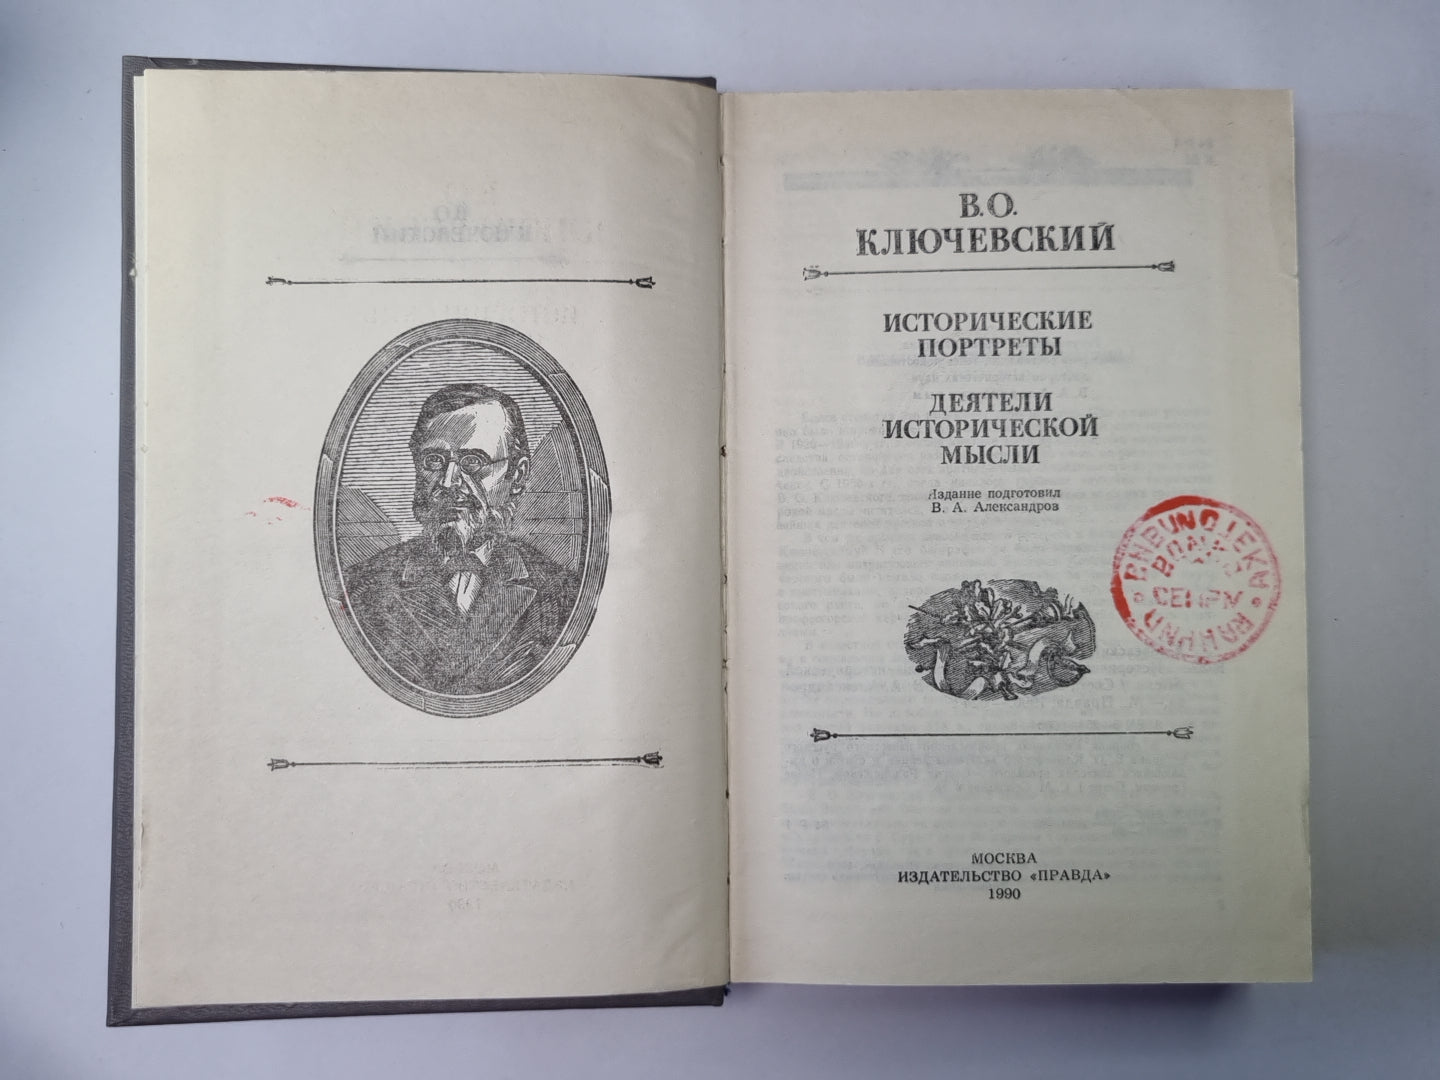 В.О.
КЛЮЧЕВСКИЙ
ИСТОРИЧЕСКИЕ
ПОРТРЕТЫ
ДЕЯТЕЛИ
ИСТОРИЧЕСКОЙ
МЫСЛИ
Издание подготовил
В. А. Александров
МОСКВА
ИЗДАТЕЛЬСТВО «ПРАВДА»
1990